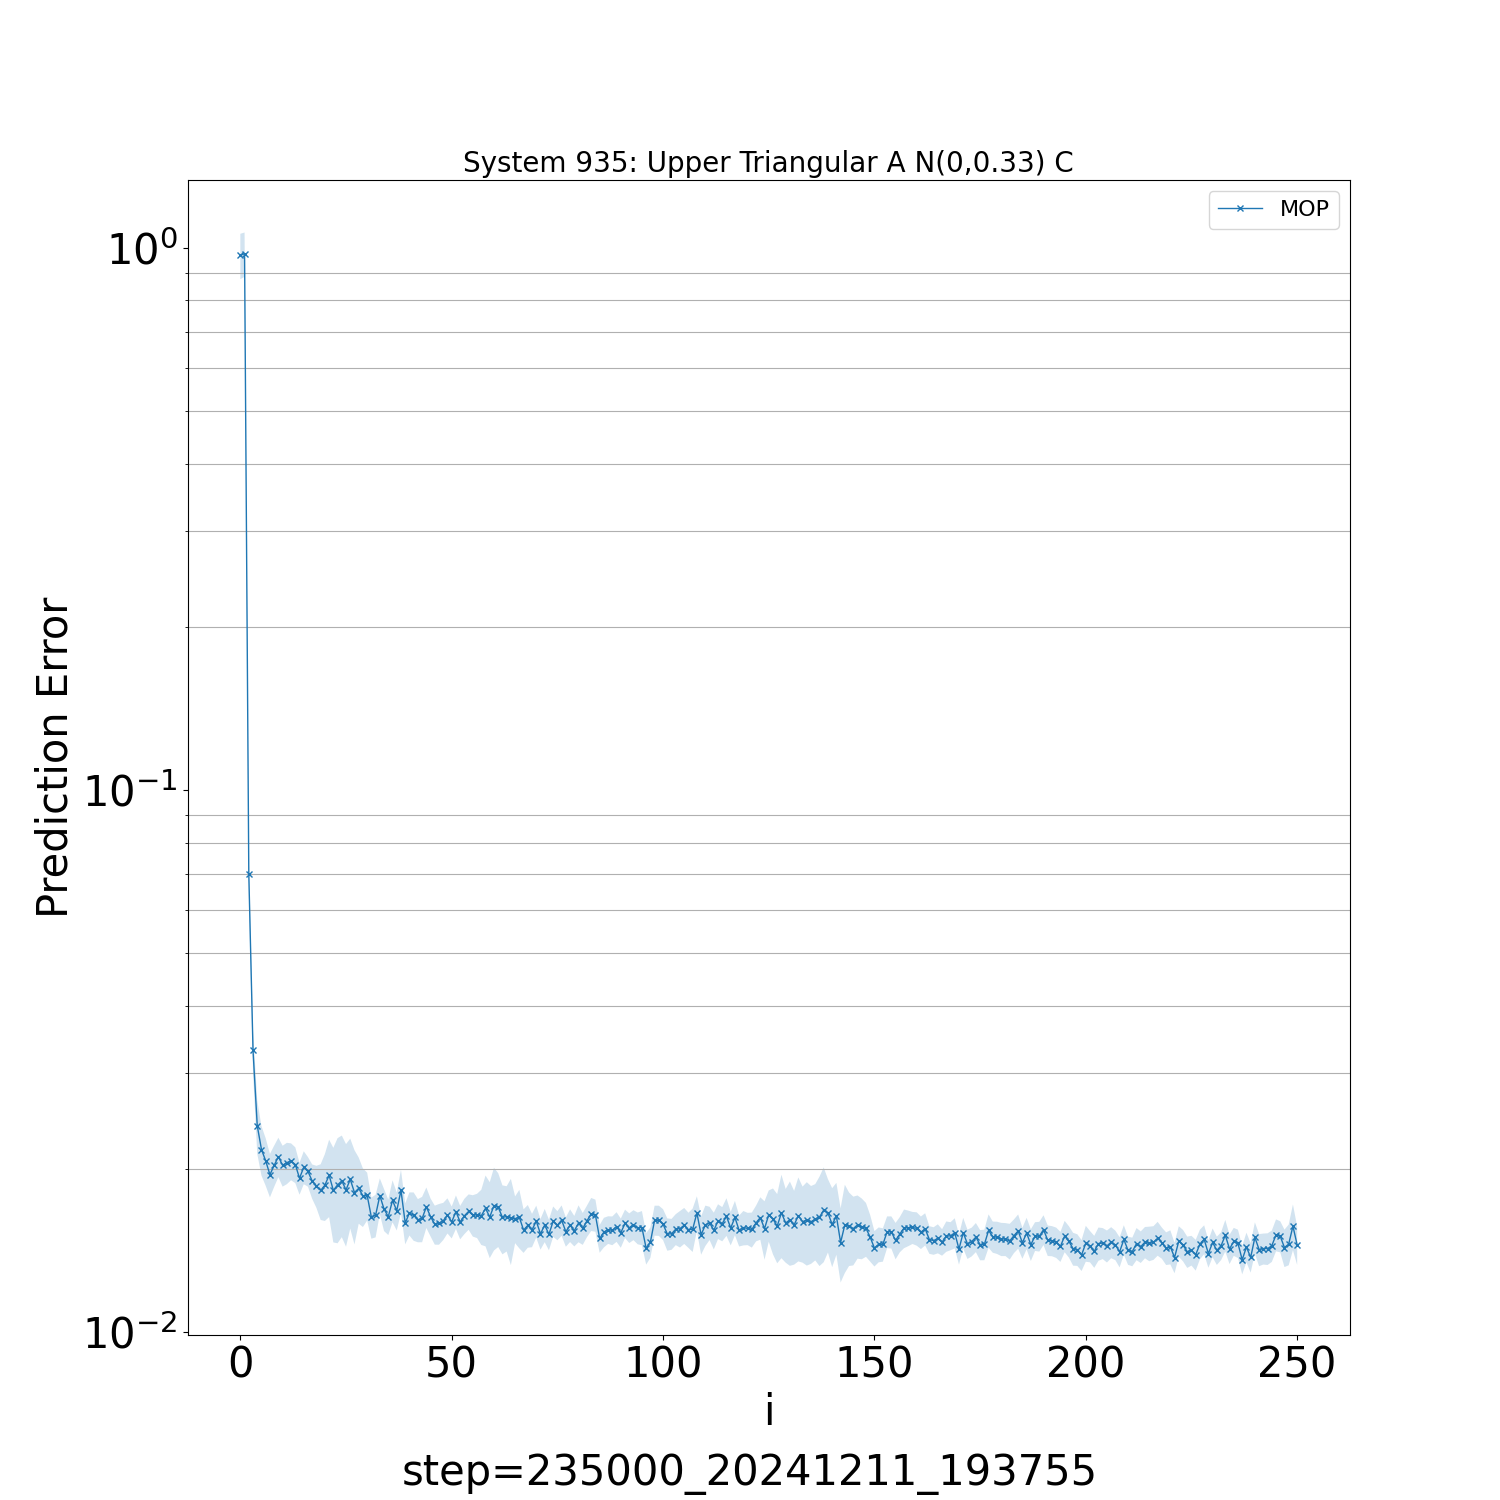 System 935: Upper Triangular A N(0,0.33) C
MOP
10⁰
10⁻¹
10⁻²
Prediction Error
0 50 100 150 200 250
i
step=235000_20241211_193755